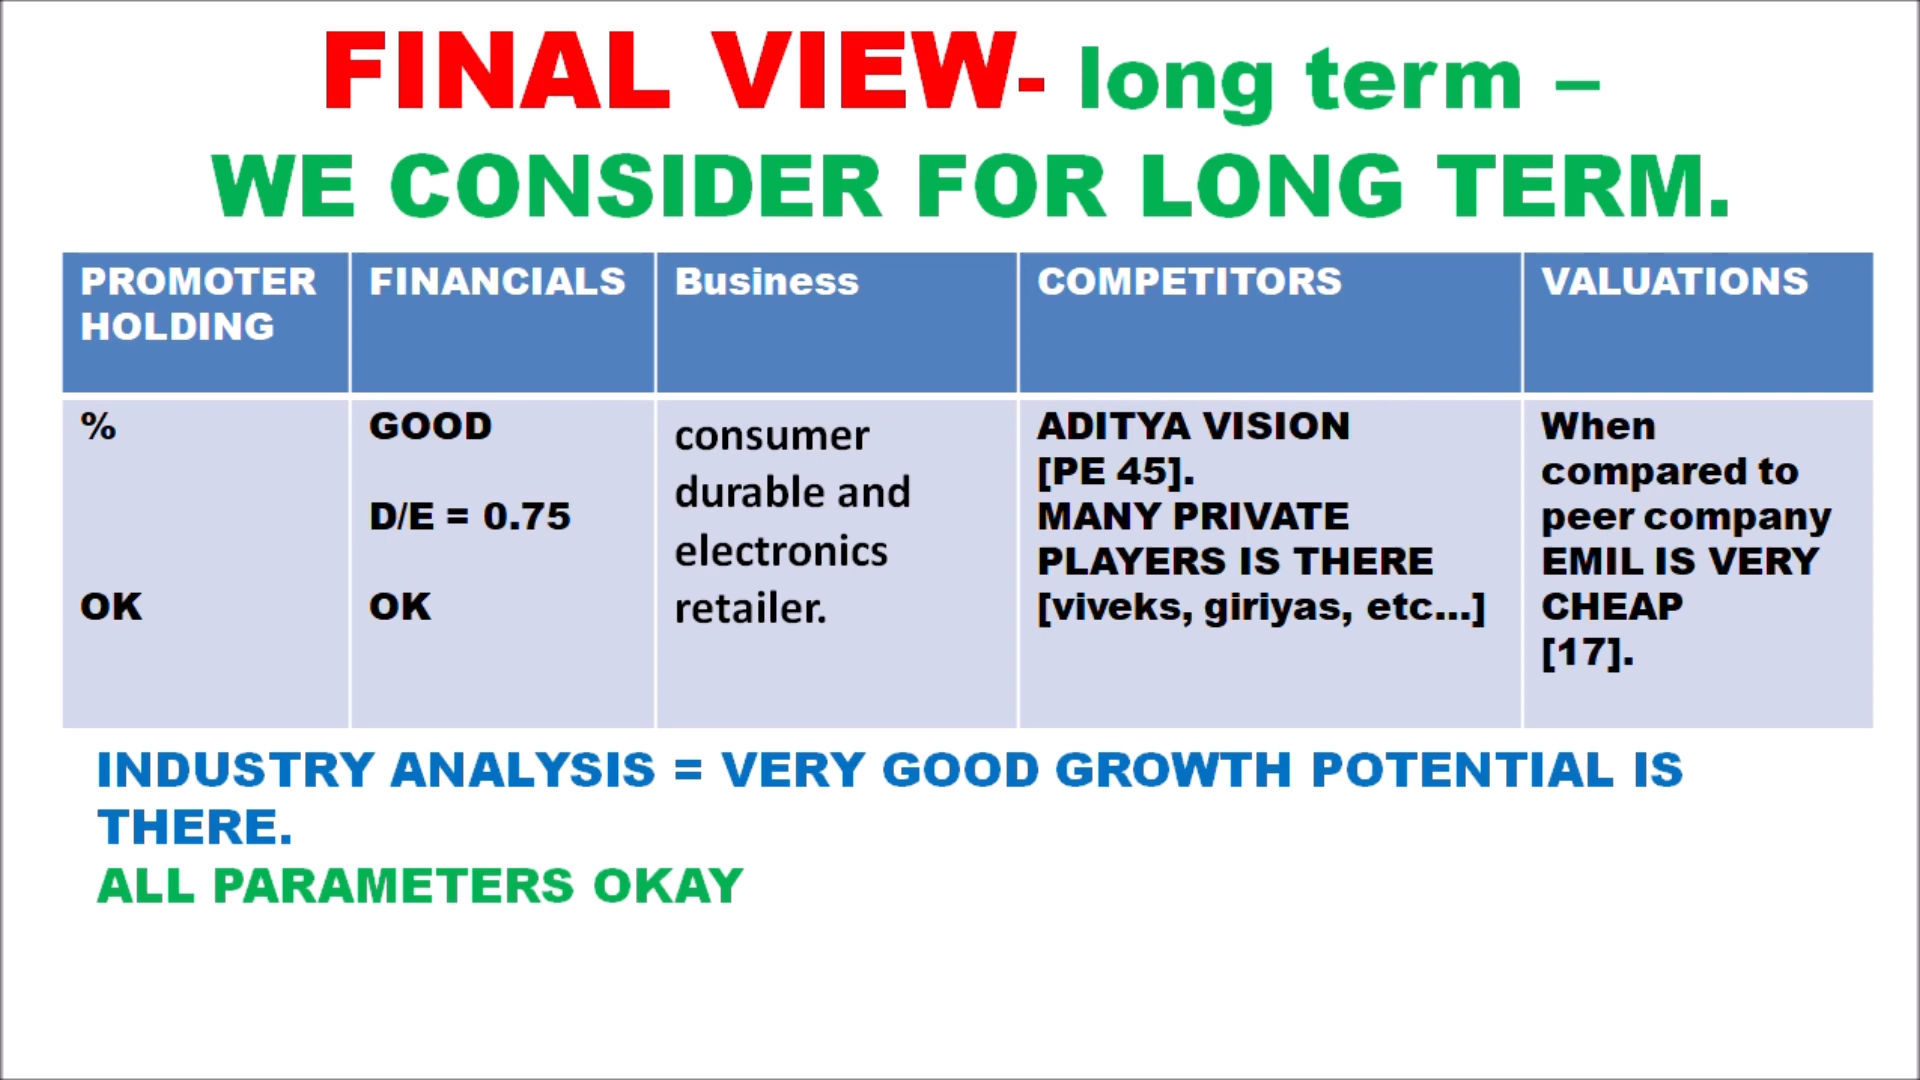 FINAL VIEW- long term –
WE CONSIDER FOR LONG TERM.
PROMOTER
HOLDING
FINANCIALS
Business
COMPETITORS
VALUATIONS
%
OK
GOOD
D/E = 0.75
OK
consumer
durable and
electronics
retailer.
ADITYA VISION
[PE 45].
MANY PRIVATE
PLAYERS IS THERE
[viveks, giriyas, etc...]
When
compared to
peer company
EMIL IS VERY
CHEAP
[17].
INDUSTRY ANALYSIS = VERY GOOD GROWTH POTENTIAL IS
THERE.
ALL PARAMETERS OKAY